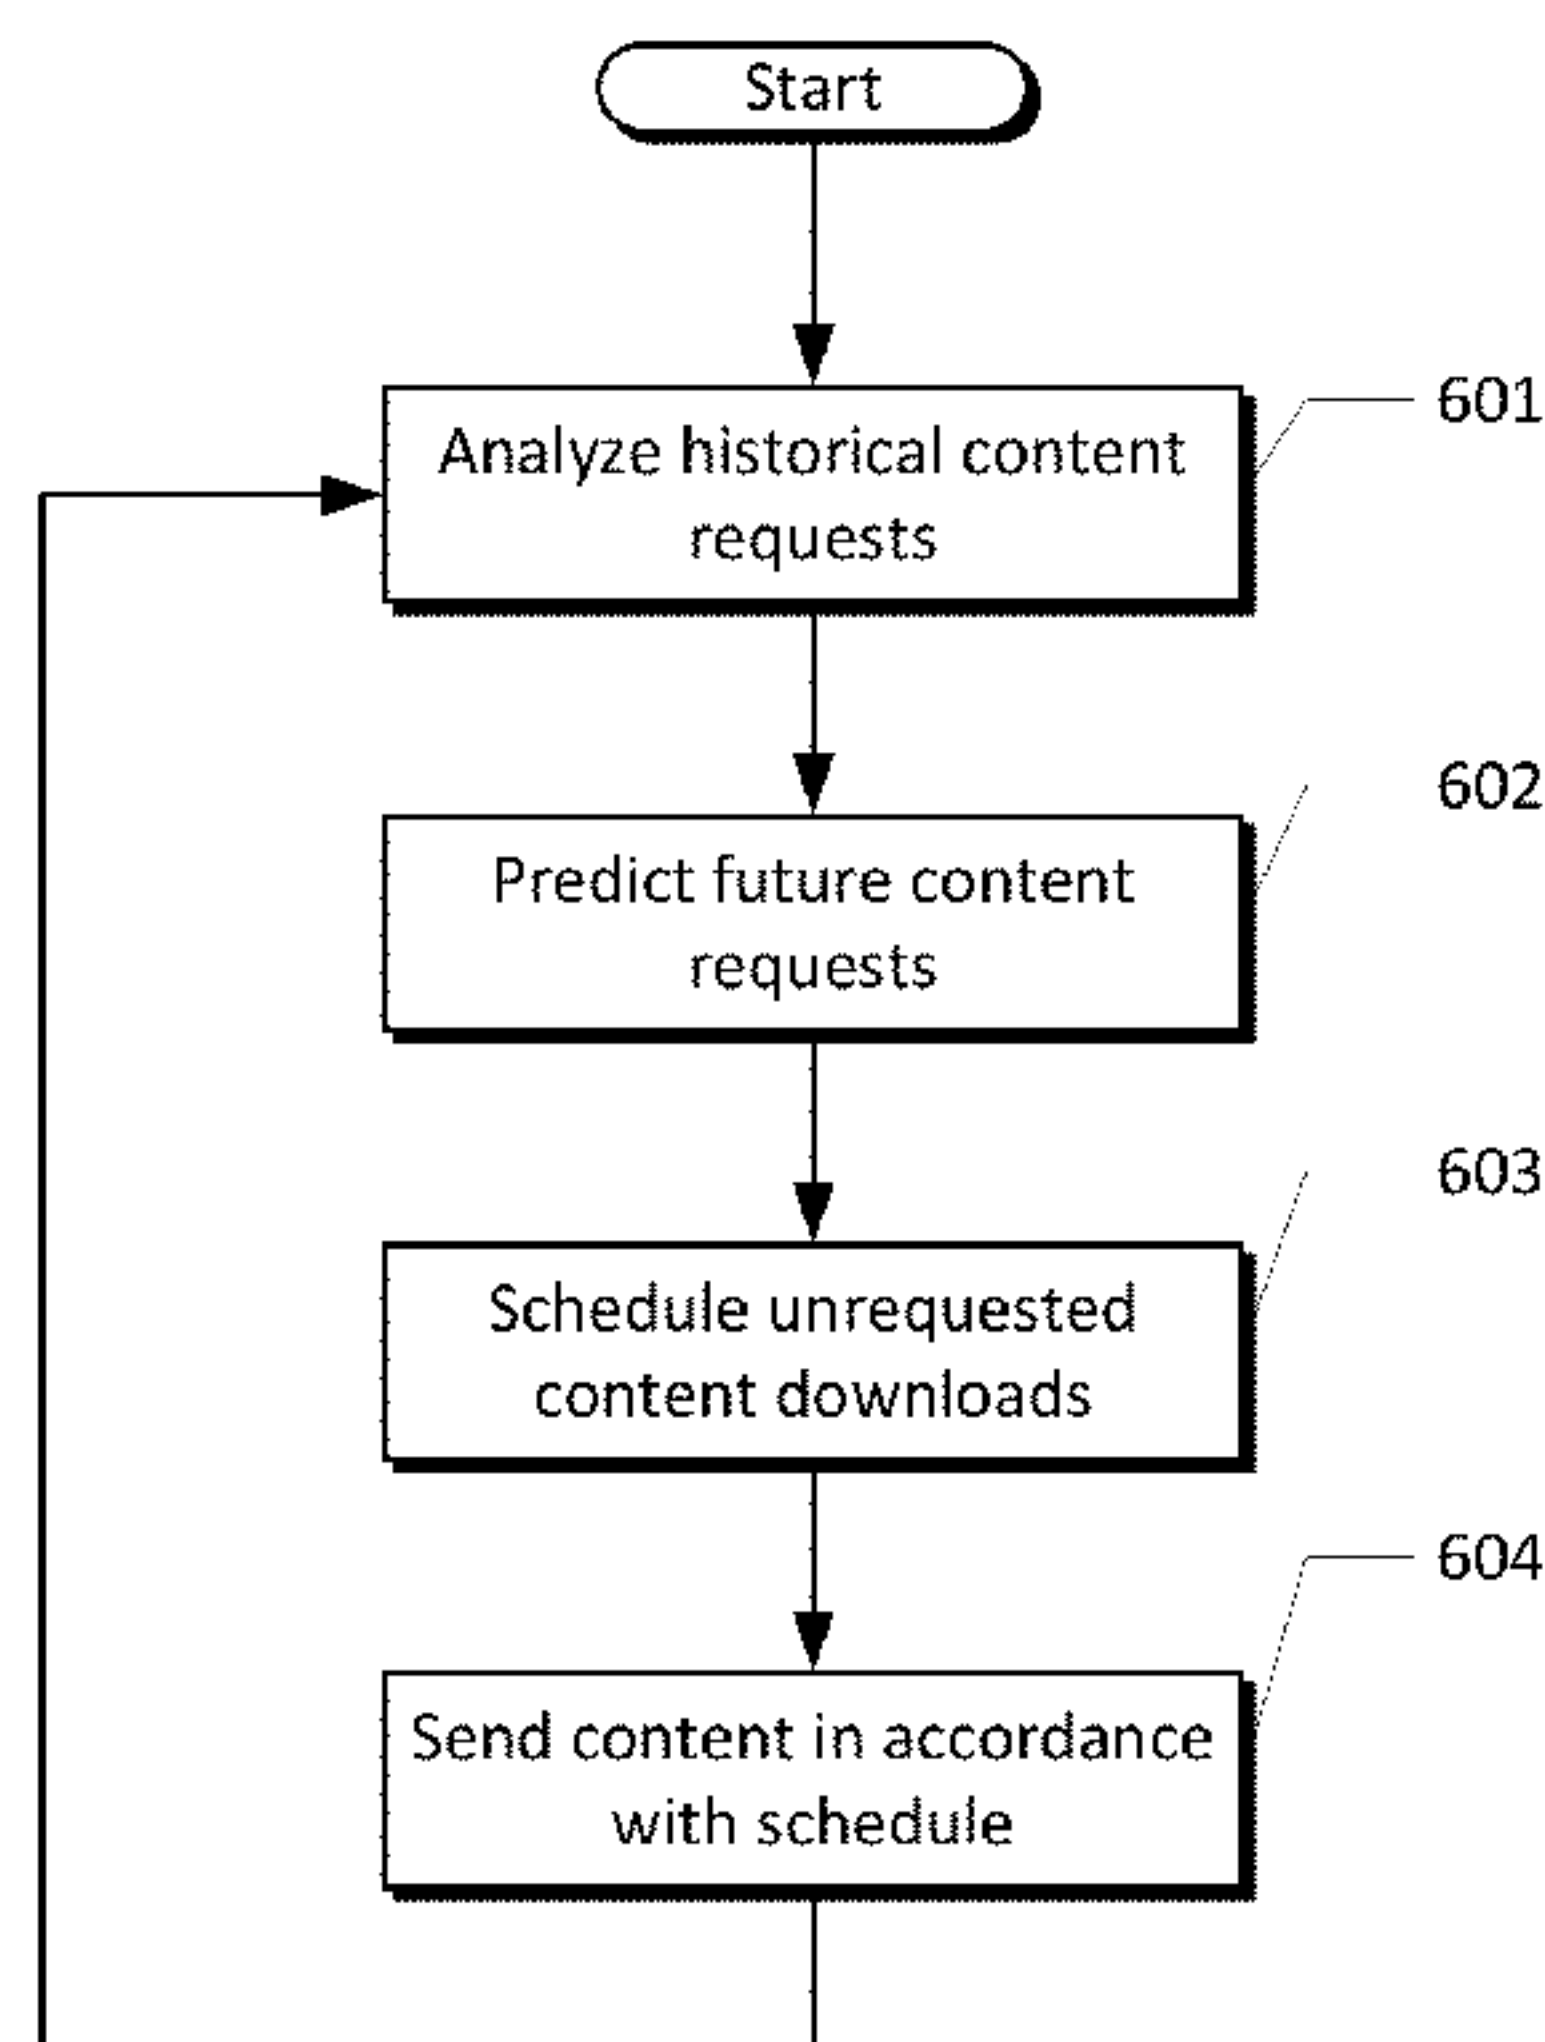 Start
Analyze historical content
requests
601
Predict future content
requests
602
Schedule unrequested
content downloads
603
Send content in accordance
with schedule
604